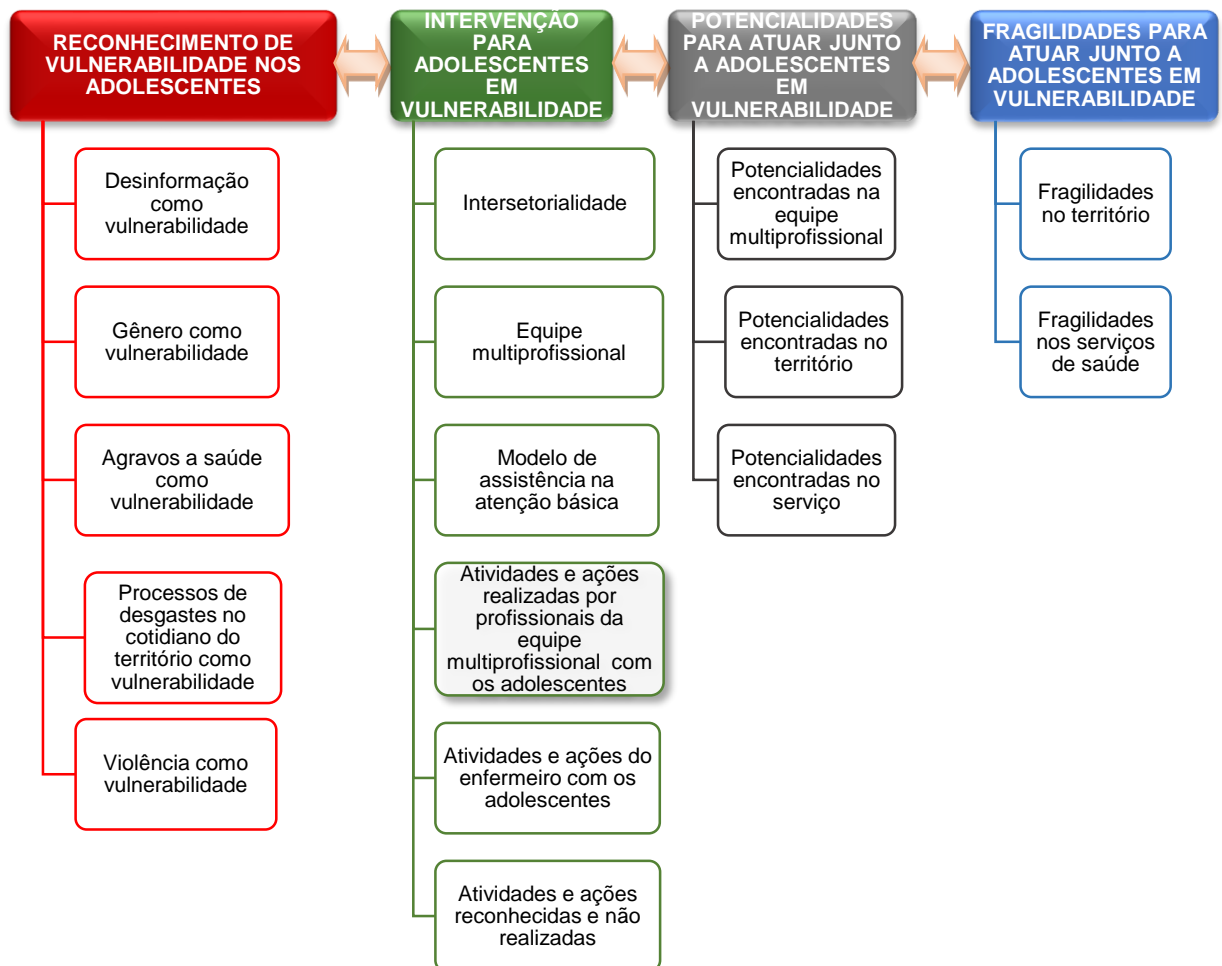 RECONHECIMENTO DE
VULNERABILIDADE NOS
ADOLESCENTES
Desinformação
como
vulnerabilidade
Gênero como
vulnerabilidade
Agravos a saúde
como
vulnerabilidade
Processos de
desgastes no
cotidiano do
território como
vulnerabilidade
Violência como
vulnerabilidade
INTERVENÇÃO
PARA
ADOLESCENTES
EM
VULNERABILIDADE
Intersetorialidade
Equipe
multiprofissional
Modelo de
assistência na
atenção básica
Atividades e ações
realizadas por
profissionais da
equipe
multiprofissional com
os adolescentes
Atividades e ações do
enfermeiro com os
adolescentes
Atividades e ações
reconhecidas e não
realizadas
POTENCIALIDADES
PARA ATUAR JUNTO
A ADOLESCENTES
EM
VULNERABILIDADE
Potencialidades
encontradas na
equipe
multiprofissional
Potencialidades
encontradas no
território
Potencialidades
encontradas no
serviço
FRAGILIDADES PARA
ATUAR JUNTO A
ADOLESCENTES EM
VULNERABILIDADE
Fragilidades
no território
Fragilidades
nos serviços
de saúde